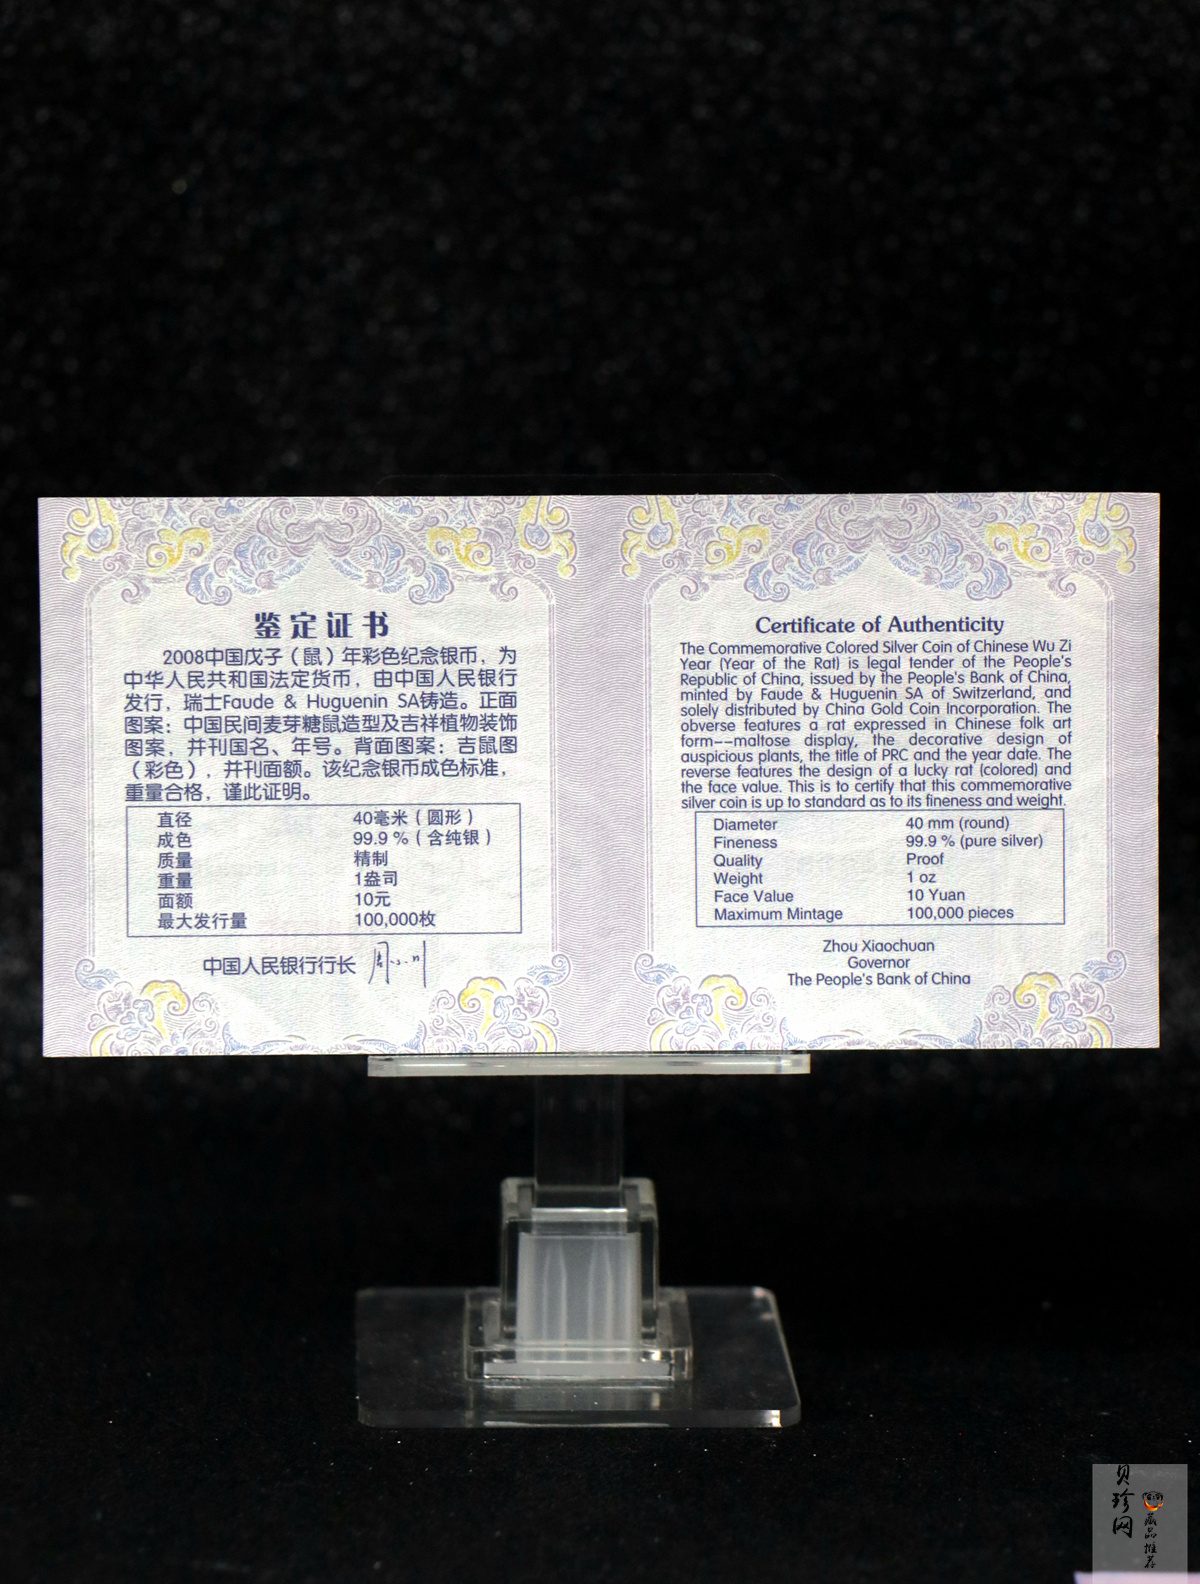 鉴定证书
2008中国戊子（鼠）年彩色纪念银币，为
中华人民共和国法定货币，由中国人民银行
发行，瑞士Faude & Huguenin SA铸造。正面
图案：中国民间麦芽糖鼠造型及吉祥植物装饰
图案，并刊国名、年号。背面图案：吉鼠图
（彩色），并刊面额。该纪念银币成色标准，
重量合格，谨此证明。
直径 40毫米（圆形）
成色 99.9 %（含纯银）
质量 精制
重量 1盎司
面额 10元
最大发行量 100,000枚
中国人民银行行长 周小川
Certificate of Authenticity
The Commemorative Colored Silver Coin of Chinese Wu Zi
Year (Year of the Rat) is legal tender of the People's
Republic of China, issued by the People's Bank of China,
minted by Faude & Huguenin SA of Switzerland, and
solely distributed by China Gold Coin Incorporation. The
obverse features a rat expressed in Chinese folk art
form--maltose display, the decorative design of
auspicious plants, the title of PRC and the year date. The
reverse features the design of a lucky rat (colored) and
the face value. This is to certify that this commemorative
silver coin is up to standard as to its fineness and weight.
Diameter 40 mm (round)
Fineness 99.9 % (pure silver)
Quality Proof
Weight 1 oz
Face Value 10 Yuan
Maximum Mintage 100,000 pieces
Zhou Xiaochuan
Governor
The People's Bank of China
贝珍网
藏品推荐